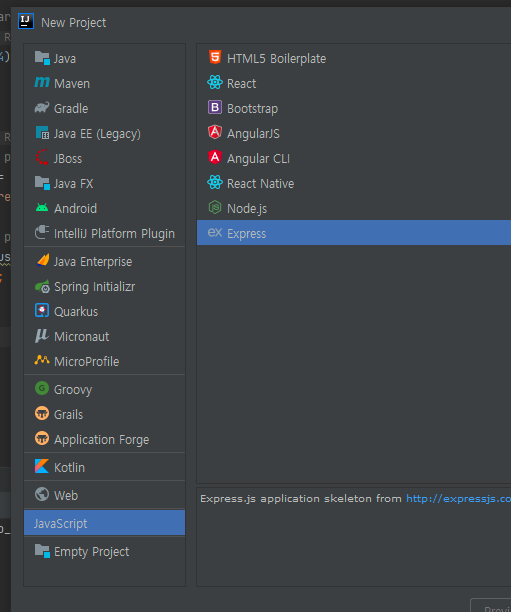 New Project
Java
Maven
Gradle
Java EE (Legacy)
JBoss
Java FX
Android
IntelliJ Platform Plugin
Java Enterprise
Spring Initializr
Quarkus
Micronaut
MicroProfile
Groovy
Grails
Application Forge
Kotlin
Web
JavaScript
Empty Project
HTML5 Boilerplate
React
Bootstrap
AngularJS
Angular CLI
React Native
Node.js
ex Express
Express.js application skeleton from http://expressjs.co